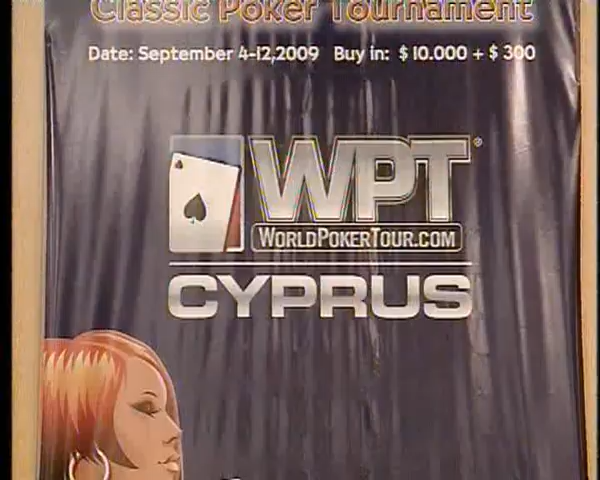 Classic Poker Tournament
Date: September 4-12,2009 Buy in: $ 10.000 + $ 300
WPT®
WORLDPOKERTOUR.COM
CYPRUS